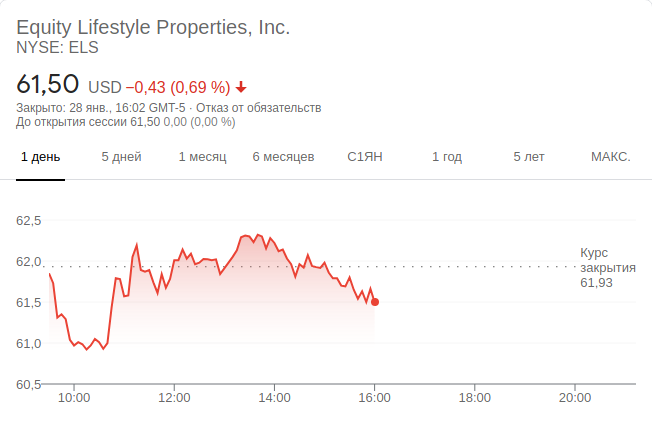 Equity Lifestyle Properties, Inc.
NYSE: ELS
61,50 USD −0,43 (0,69 %)
Закрыто: 28 янв., 16:02 GMT-5 · Отказ от обязательств
До открытия сессии 61,50 0,00 (0,00 %)
1 день 5 дней 1 месяц 6 месяцев С1ЯН 1 год 5 лет МАКС.
62,5
62,0
61,5
61,0
60,5
Курс
закрытия
61,93
10:00 12:00 14:00 16:00 18:00 20:00